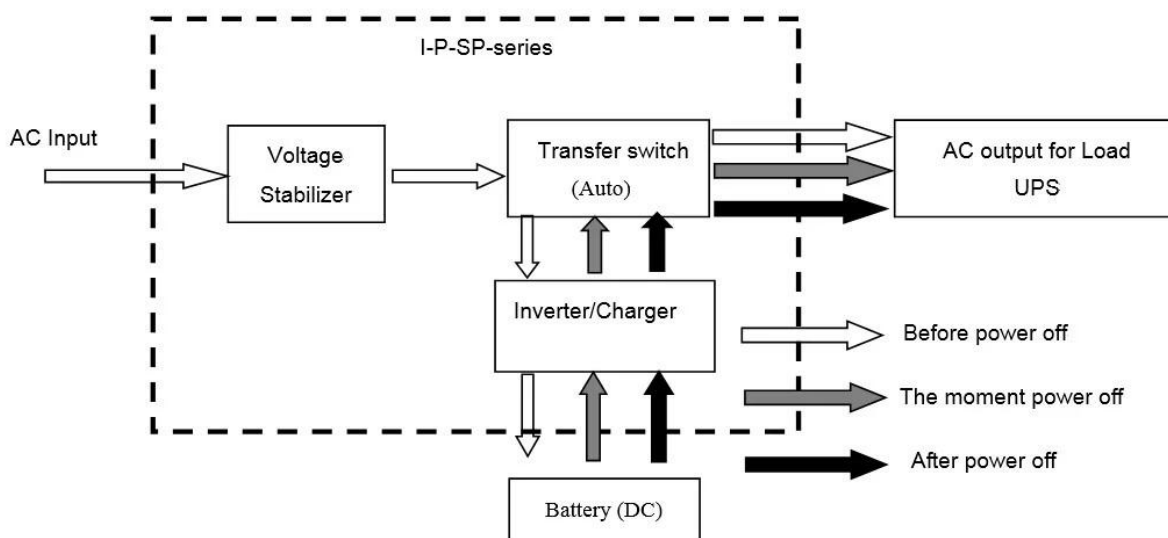 I-P-SP-series
AC Input
Voltage
Stabilizer
Transfer switch
(Auto)
AC output for Load
UPS
Inverter/Charger
Before power off
The moment power off
After power off
Battery (DC)